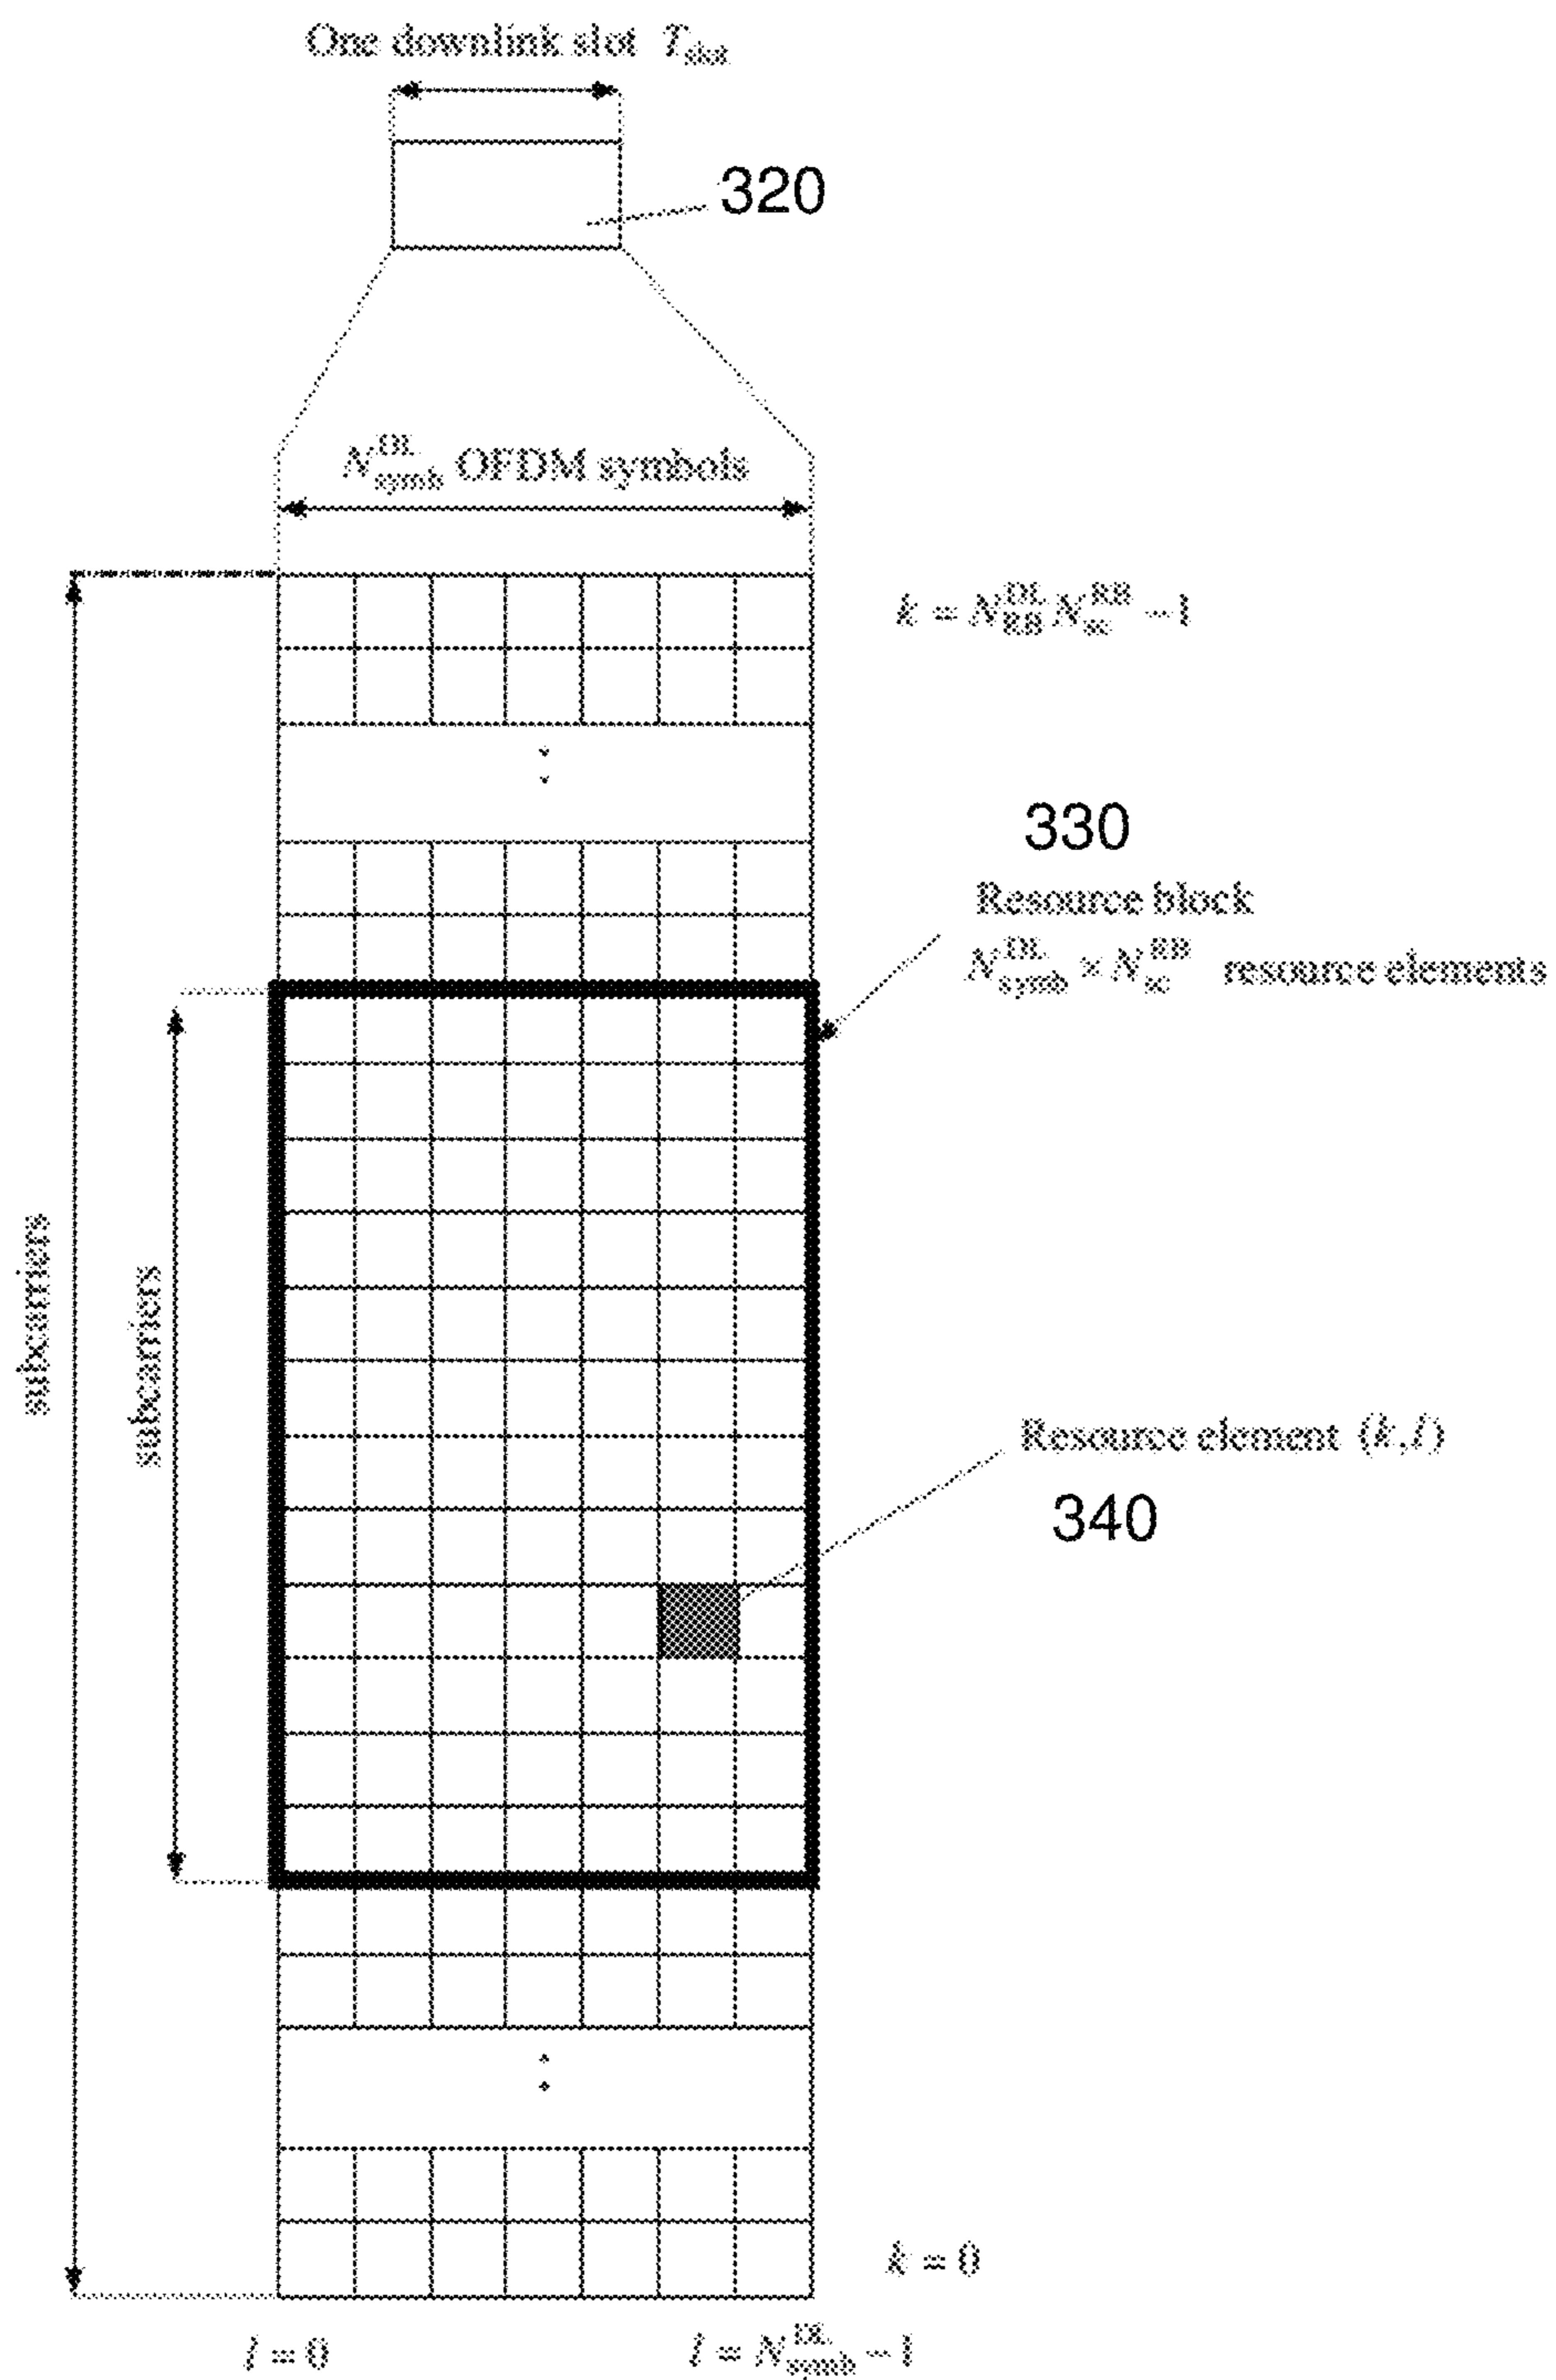 One downlink slot T_slot
320
N_symb^DL OFDM symbols
k = N_RB^DL N_sc^RB − 1
330
Resource block
N_symb^DL × N_sc^RB resource elements
subcarriers
subcarriers
Resource element (k,l)
340
k = 0
l = 0
l = N_symb^DL − 1